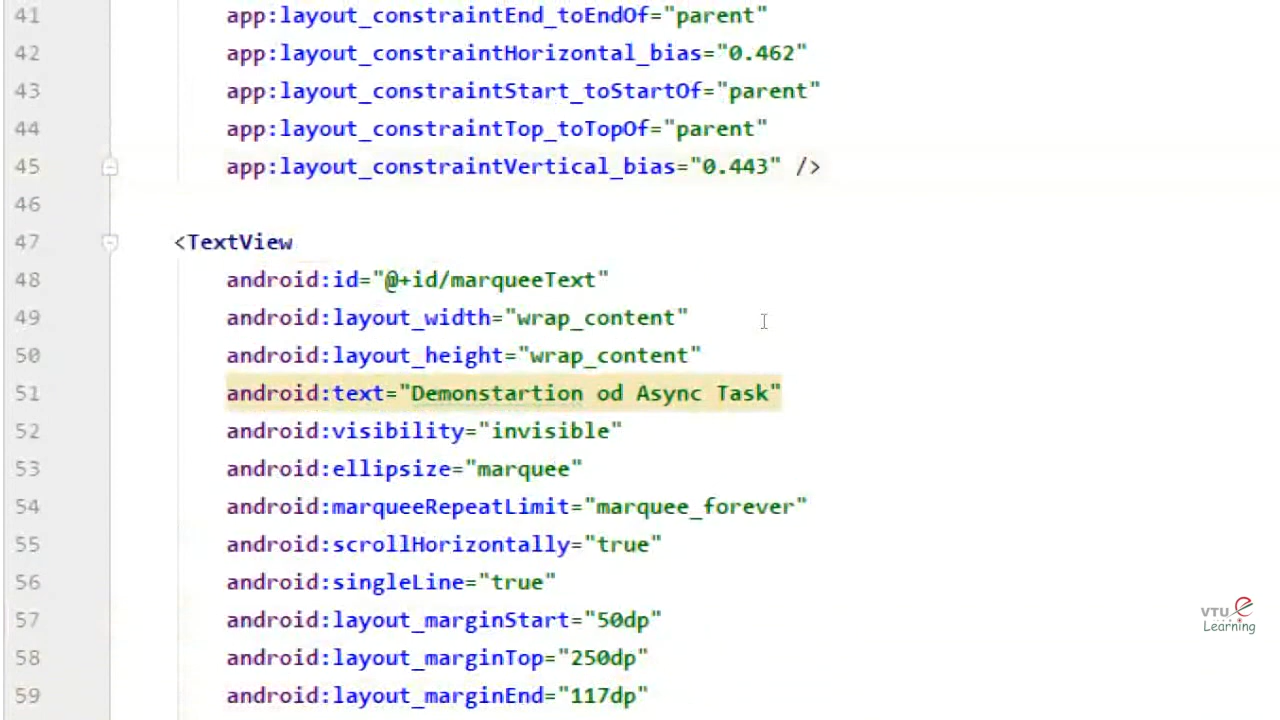 41 app:layout_constraintEnd_toEndOf="parent"
42 app:layout_constraintHorizontal_bias="0.462"
43 app:layout_constraintStart_toStartOf="parent"
44 app:layout_constraintTop_toTopOf="parent"
45 app:layout_constraintVertical_bias="0.443" />
46
47 <TextView
48 android:id="@+id/marqueeText"
49 android:layout_width="wrap_content"
50 android:layout_height="wrap_content"
51 android:text="Demonstartion od Async Task"
52 android:visibility="invisible"
53 android:ellipsize="marquee"
54 android:marqueeRepeatLimit="marquee_forever"
55 android:scrollHorizontally="true"
56 android:singleLine="true"
57 android:layout_marginStart="50dp"
58 android:layout_marginTop="250dp"
59 android:layout_marginEnd="117dp"
VTU e
Learning